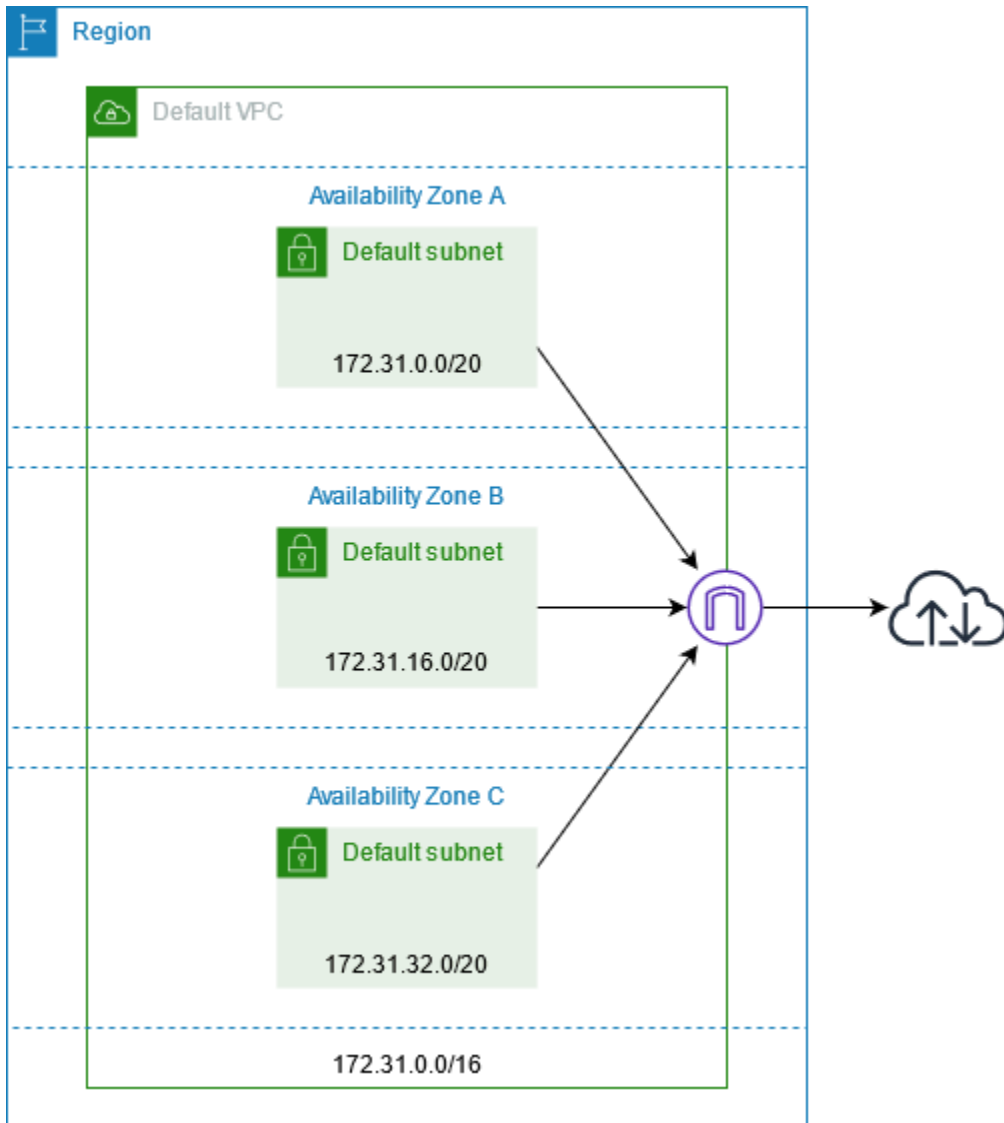 Region
Default VPC
Availability Zone A
Default subnet
172.31.0.0/20
Availability Zone B
Default subnet
172.31.16.0/20
Availability Zone C
Default subnet
172.31.32.0/20
172.31.0.0/16